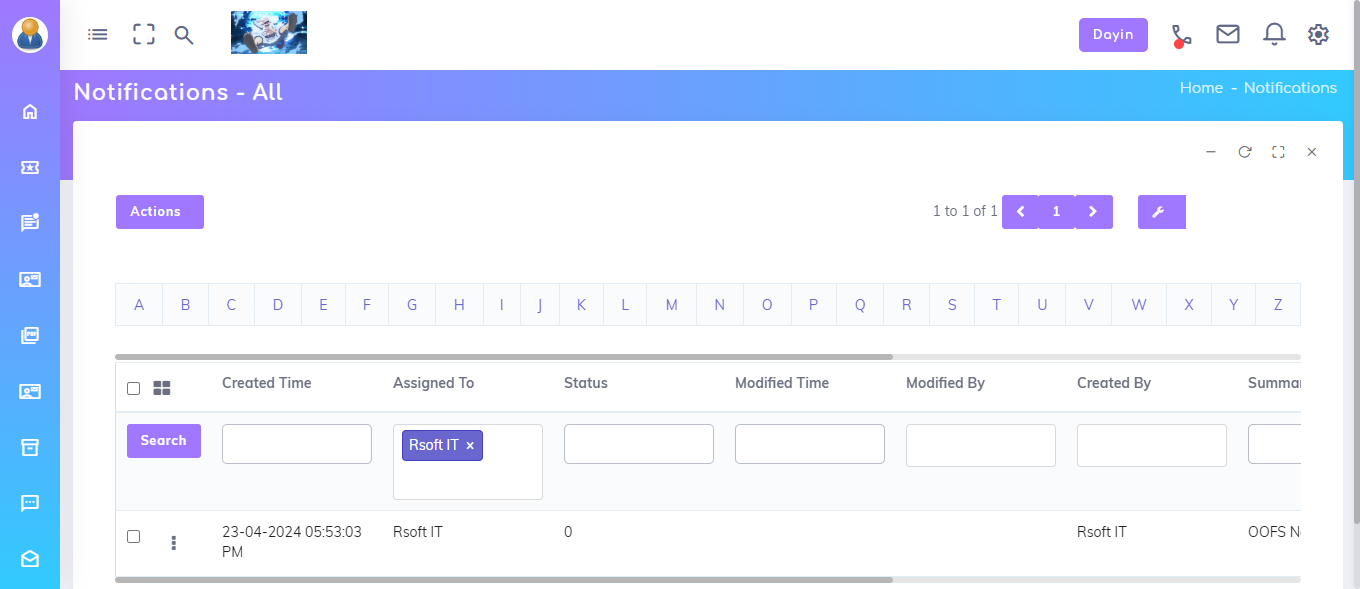 Dayin
Notifications - All
Home - Notifications
Actions
1 to 1 of 1
1
A B C D E F G H I J K L M N O P Q R S T U V W X Y Z
Created Time Assigned To Status Modified Time Modified By Created By Summar
Search Rsoft IT ×
23-04-2024 05:53:03 Rsoft IT 0 Rsoft IT OOFS N
PM